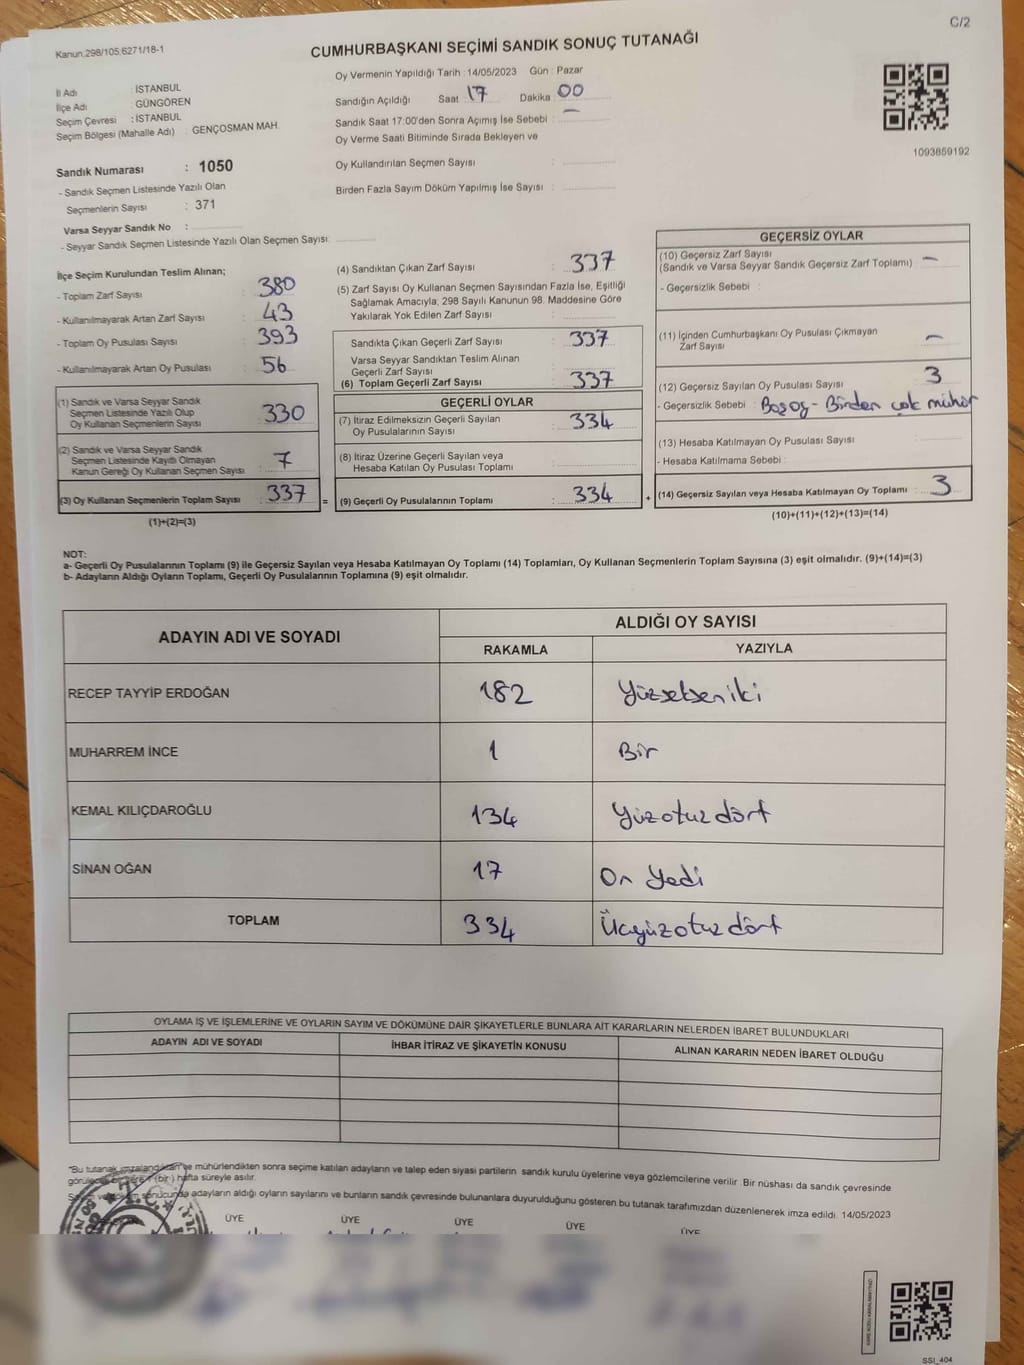 C/2
Kanun:298/105,6271/18-1
CUMHURBAŞKANI SEÇİMİ SANDIK SONUÇ TUTANAĞI
İl Adı : İSTANBUL
İlçe Adı : GÜNGÖREN
Seçim Çevresi : İSTANBUL
Seçim Bölgesi (Mahalle Adı) : GENÇOSMAN MAH.
Sandık Numarası : 1050
- Sandık Seçmen Listesinde Yazılı Olan
Seçmenlerin Sayısı : 371
Varsa Seyyar Sandık No :
- Seyyar Sandık Seçmen Listesinde Yazılı Olan Seçmen Sayısı:
Oy Vermenin Yapıldığı Tarih : 14/05/2023 Gün : Pazar
Sandığın Açıldığı Saat 17 Dakika 00
Sandık Saat 17:00'den Sonra Açımış İse Sebebi : —
Oy Verme Saati Bitiminde Sırada Bekleyen ve
Oy Kullandırılan Seçmen Sayısı :
Birden Fazla Sayım Döküm Yapılmış İse Sayısı :
1093859192
İlçe Seçim Kurulundan Teslim Alınan;
- Toplam Zarf Sayısı : 380
- Kullanılmayarak Artan Zarf Sayısı : 43
- Toplam Oy Pusulası Sayısı : 393
- Kullanılmayarak Artan Oy Pusulası : 56
(1) Sandık ve Varsa Seyyar Sandık
Seçmen Listesinde Yazılı Olup
Oy Kullanan Seçmenlerin Sayısı : 330
(2) Sandık ve Varsa Seyyar Sandık
Seçmen Listesinde Kayıtlı Olmayan
Kanun Gereği Oy Kullanan Seçmen Sayısı : 7
(3) Oy Kullanan Seçmenlerin Toplam Sayısı : 337 =
(1)+(2)=(3)
(4) Sandıktan Çıkan Zarf Sayısı : 337
(5) Zarf Sayısı Oy Kullanan Seçmen Sayısından Fazla İse, Eşitliği
Sağlamak Amacıyla, 298 Sayılı Kanunun 98. Maddesine Göre
Yakılarak Yok Edilen Zarf Sayısı :
Sandıkta Çıkan Geçerli Zarf Sayısı : 337
Varsa Seyyar Sandıktan Teslim Alınan
Geçerli Zarf Sayısı :
(6) Toplam Geçerli Zarf Sayısı : 337
GEÇERLİ OYLAR
(7) İtiraz Edilmeksizin Geçerli Sayılan
Oy Pusulalarının Sayısı : 334
(8) İtiraz Üzerine Geçerli Sayılan veya
Hesaba Katılan Oy Pusulası Toplamı :
(9) Geçerli Oy Pusulalarının Toplamı : 334 +
GEÇERSİZ OYLAR
(10) Geçersiz Zarf Sayısı
(Sandık ve Varsa Seyyar Sandık Geçersiz Zarf Toplamı) : —
- Geçersizlik Sebebi :
(11) İçinden Cumhurbaşkanı Oy Pusulası Çıkmayan
Zarf Sayısı : —
(12) Geçersiz Sayılan Oy Pusulası Sayısı : 3
- Geçersizlik Sebebi : Boşoy - Birden çok mühür
(13) Hesaba Katılmayan Oy Pusulası Sayısı :
- Hesaba Katılmama Sebebi :
(14) Geçersiz Sayılan veya Hesaba Katılmayan Oy Toplamı : 3
(10)+(11)+(12)+(13)=(14)
NOT:
a- Geçerli Oy Pusulalarının Toplamı (9) ile Geçersiz Sayılan veya Hesaba Katılmayan Oy Toplamı (14) Toplamları, Oy Kullanan Seçmenlerin Toplam Sayısına (3) eşit olmalıdır. (9)+(14)=(3)
b- Adayların Aldığı Oyların Toplamı, Geçerli Oy Pusulalarının Toplamına (9) eşit olmalıdır.
ADAYIN ADI VE SOYADI ALDIĞI OY SAYISI
RAKAMLA YAZIYLA
RECEP TAYYİP ERDOĞAN 182 Yüzseksen iki
MUHARREM İNCE 1 Bir
KEMAL KILIÇDAROĞLU 134 Yüzotuz dört
SİNAN OĞAN 17 On yedi
TOPLAM 334 Üçyüzotuz dört
OYLAMA İŞ VE İŞLEMLERİNE VE OYLARIN SAYIM VE DÖKÜMÜNE DAİR ŞİKAYETLERLE BUNLARA AİT KARARLARIN NELERDEN İBARET BULUNDUKLARI
ADAYIN ADI VE SOYADI İHBAR İTİRAZ VE ŞİKAYETİN KONUSU ALINAN KARARIN NEDEN İBARET OLDUĞU
"Bu tutanak imzalandıktan ve mühürlendikten sonra seçime katılan adayların ve talep eden siyasi partilerin sandık kurulu üyelerine veya gözlemcilerine verilir. Bir nüshası da sandık çevresinde
(bir) hafta süreyle asılır.
sonucunda adayların aldığı oyların sayılarını ve bunların sandık çevresinde bulunanlara duyurulduğunu gösteren bu tutanak tarafımızdan düzenlenerek imza edildi. 14/05/2023
ÜYE ÜYE ÜYE ÜYE ÜYE
SSI_404